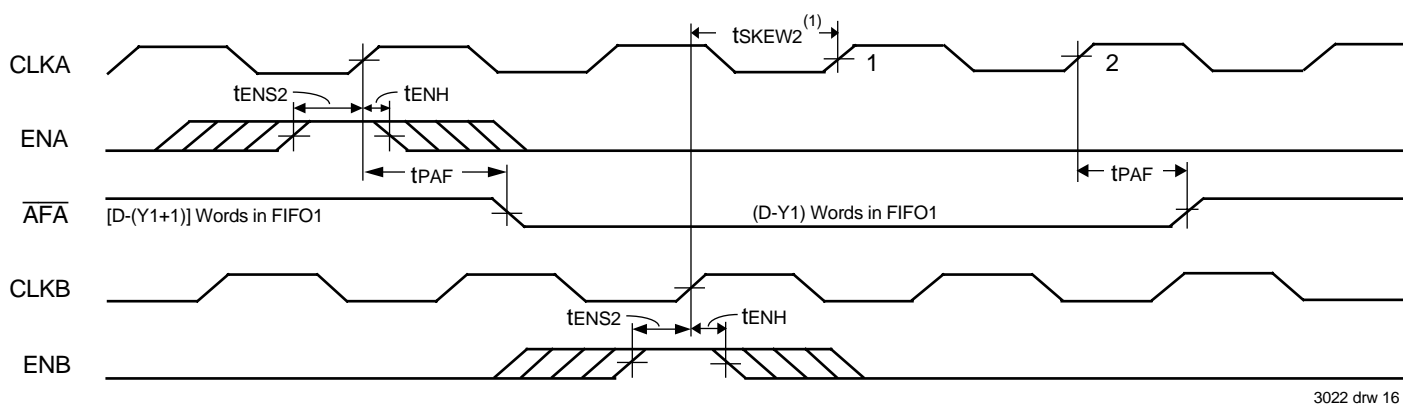 tSKEW2(1)
CLKA
1
2
tENS2
tENH
ENA
tPAF
tPAF
AFA
[D-(Y1+1)] Words in FIFO1
(D-Y1) Words in FIFO1
CLKB
tENS2
tENH
ENB
3022 drw 16